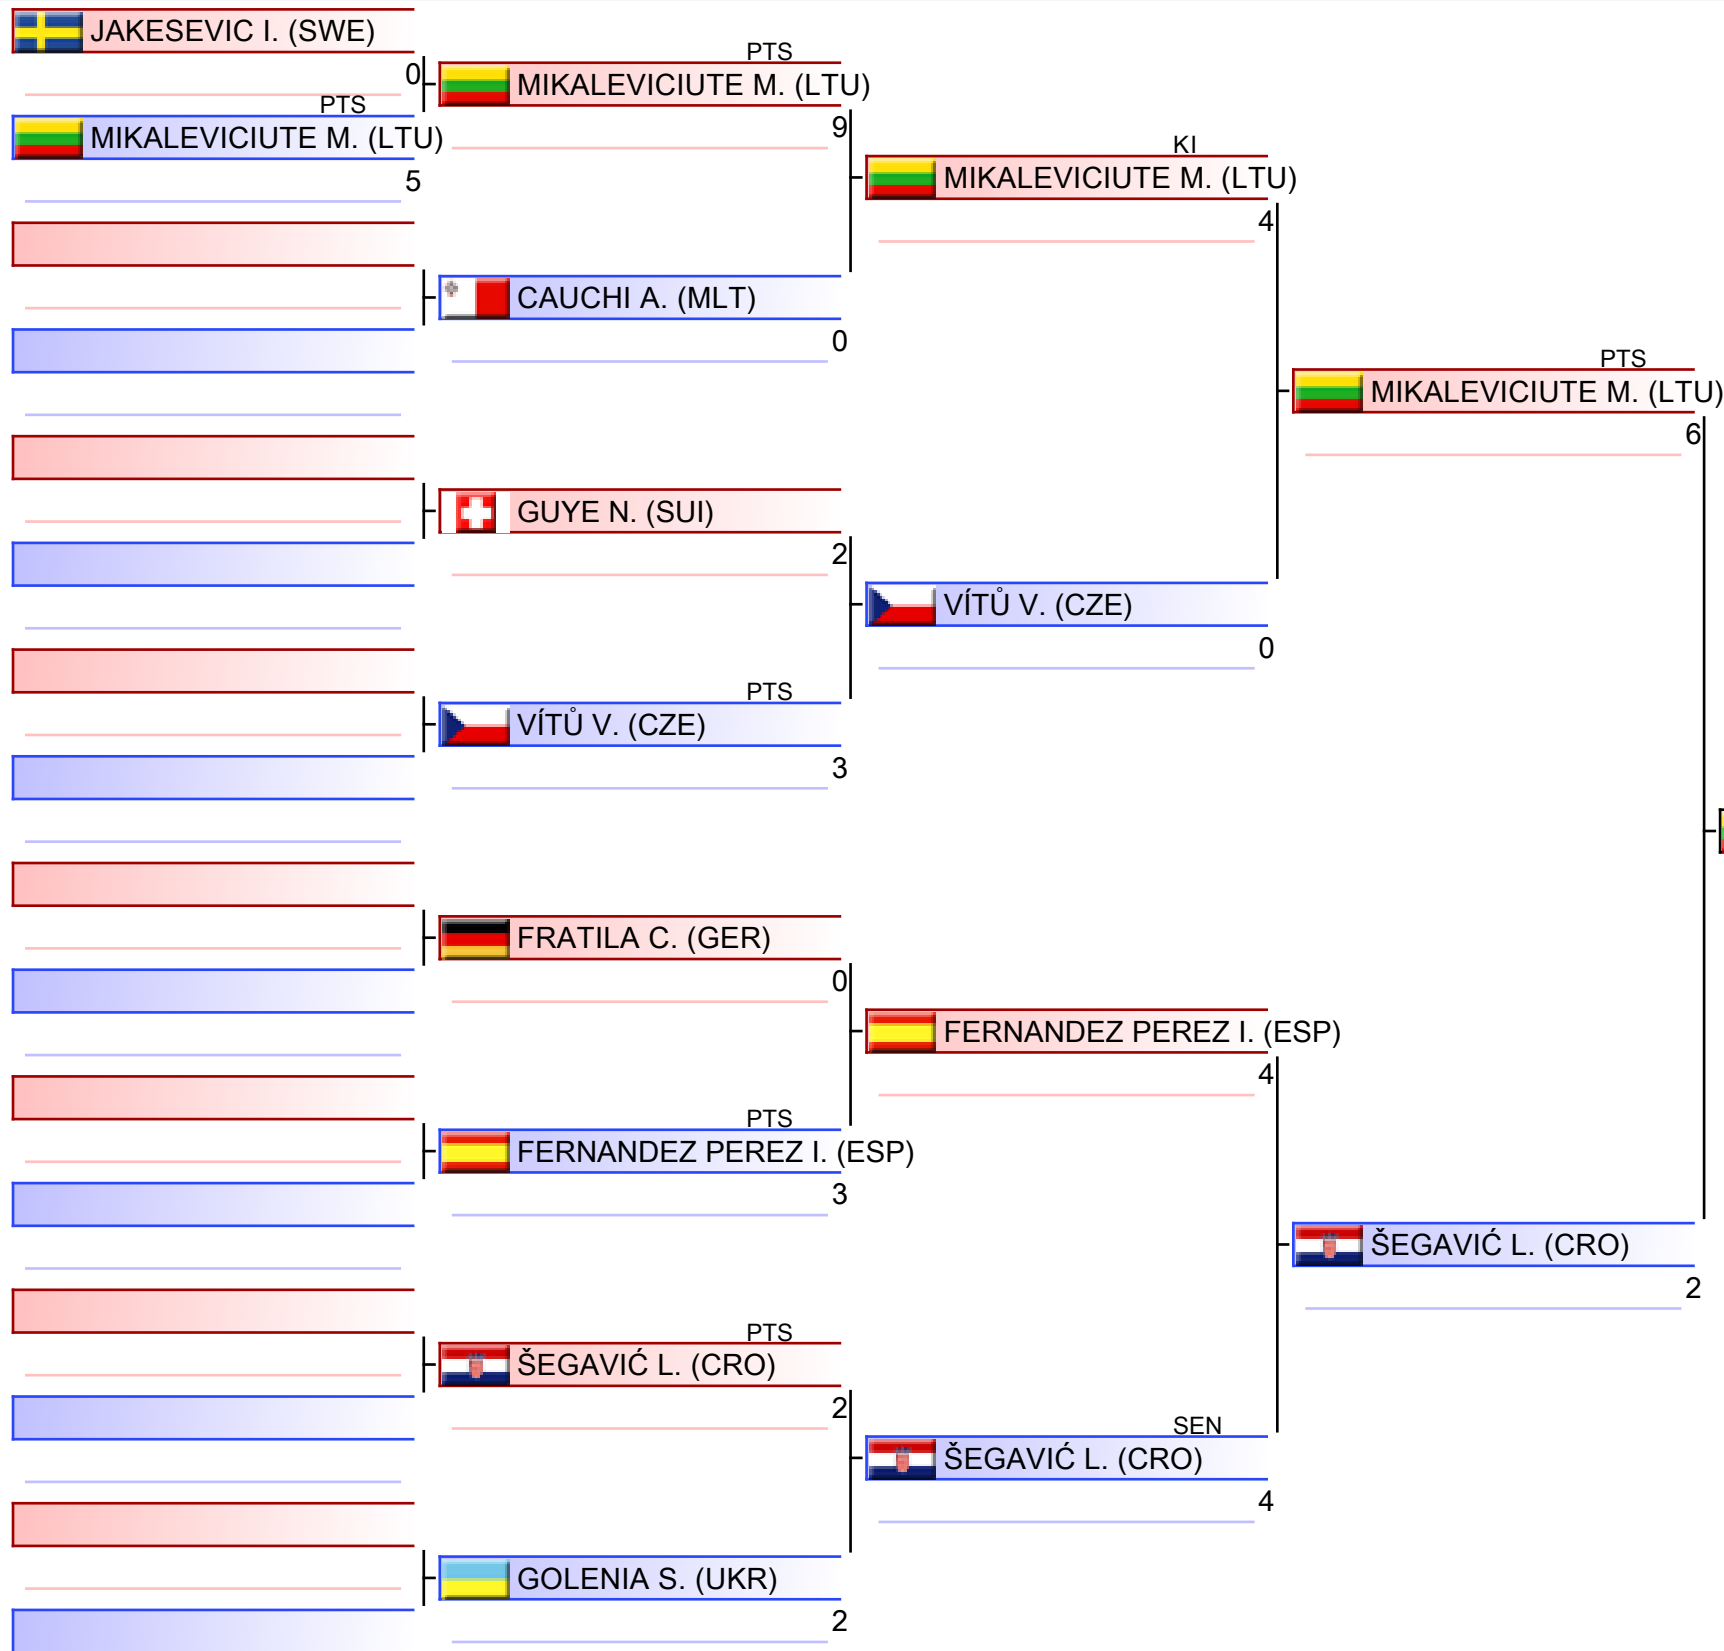 JAKESEVIC I. (SWE)
0
PTS
MIKALEVICIUTE M. (LTU)
5
PTS
MIKALEVICIUTE M. (LTU)
9
CAUCHI A. (MLT)
0
GUYE N. (SUI)
2
PTS
VÍTŮ V. (CZE)
3
FRATILA C. (GER)
0
PTS
FERNANDEZ PEREZ I. (ESP)
3
PTS
ŠEGAVIĆ L. (CRO)
2
GOLENIA S. (UKR)
2
KI
MIKALEVICIUTE M. (LTU)
4
VÍTŮ V. (CZE)
0
FERNANDEZ PEREZ I. (ESP)
4
SEN
ŠEGAVIĆ L. (CRO)
4
PTS
MIKALEVICIUTE M. (LTU)
6
ŠEGAVIĆ L. (CRO)
2